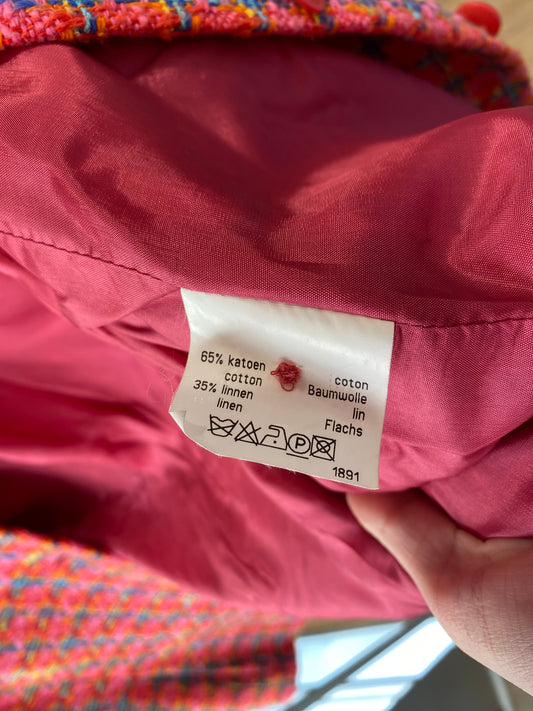 65% katoen
cotton
35% linnen
linen
coton
Baumwolle
lin
Flachs
P
1891